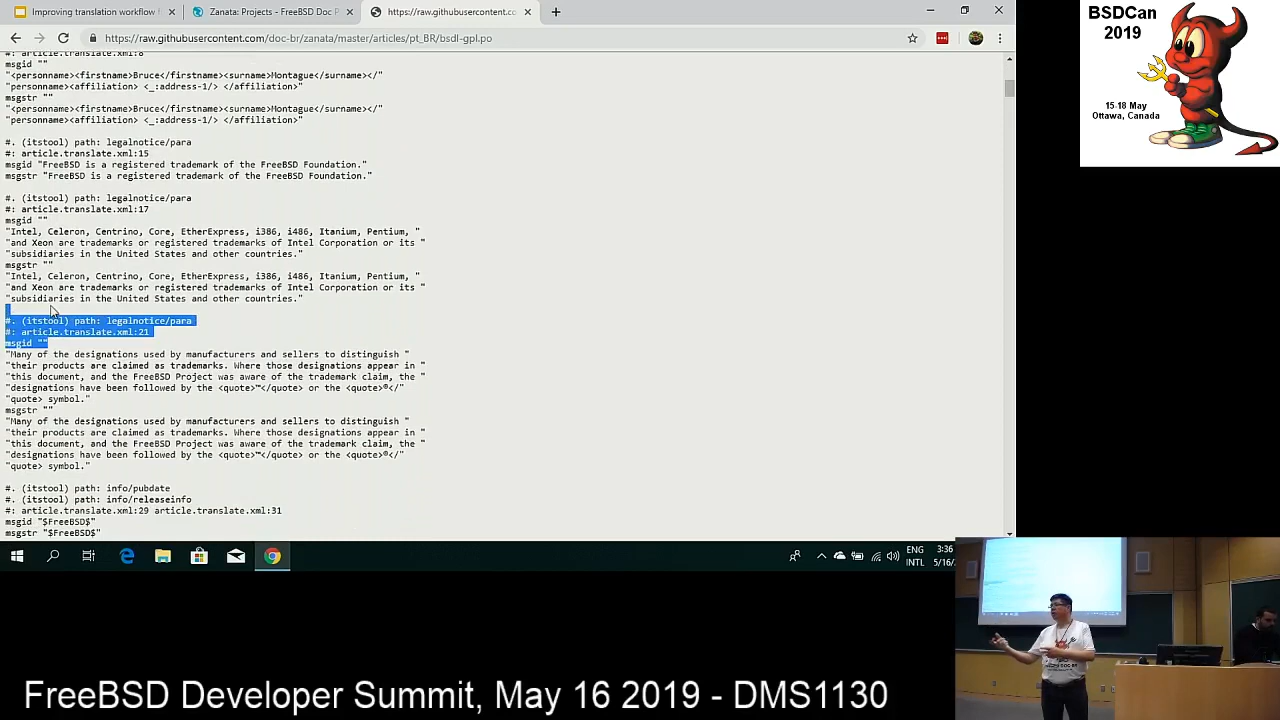 Improving translation workflow f
Zanata: Projects - FreeBSD Doc P
https://raw.githubusercontent.co
https://raw.githubusercontent.com/doc-br/zanata/master/articles/pt_BR/bsdl-gpl.po
#: article.translate.xml:8
msgid ""
"<personname><firstname>Bruce</firstname><surname>Montague</surname></"
"personname><affiliation> <_:address-1/> </affiliation>"
msgstr ""
"<personname><firstname>Bruce</firstname><surname>Montague</surname></"
"personname><affiliation> <_:address-1/> </affiliation>"
#. (itstool) path: legalnotice/para
#: article.translate.xml:15
msgid "FreeBSD is a registered trademark of the FreeBSD Foundation."
msgstr "FreeBSD is a registered trademark of the FreeBSD Foundation."
#. (itstool) path: legalnotice/para
#: article.translate.xml:17
msgid ""
"Intel, Celeron, Centrino, Core, EtherExpress, i386, i486, Itanium, Pentium, "
"and Xeon are trademarks or registered trademarks of Intel Corporation or its "
"subsidiaries in the United States and other countries."
msgstr ""
"Intel, Celeron, Centrino, Core, EtherExpress, i386, i486, Itanium, Pentium, "
"and Xeon are trademarks or registered trademarks of Intel Corporation or its "
"subsidiaries in the United States and other countries."
#. (itstool) path: legalnotice/para
#: article.translate.xml:21
msgid ""
"Many of the designations used by manufacturers and sellers to distinguish "
"their products are claimed as trademarks. Where those designations appear in "
"this document, and the FreeBSD Project was aware of the trademark claim, the "
"designations have been followed by the <quote>™</quote> or the <quote>®</"
"quote> symbol."
msgstr ""
"Many of the designations used by manufacturers and sellers to distinguish "
"their products are claimed as trademarks. Where those designations appear in "
"this document, and the FreeBSD Project was aware of the trademark claim, the "
"designations have been followed by the <quote>™</quote> or the <quote>®</"
"quote> symbol."
#. (itstool) path: info/pubdate
#. (itstool) path: info/releaseinfo
#: article.translate.xml:29 article.translate.xml:31
msgid "$FreeBSD$"
msgstr "$FreeBSD$"
ENG
INTL
3:36
5/16/2
BSDCan
2019
15-18 May
Ottawa, Canada
FreeBSD Developer Summit, May 16 2019 - DMS1130